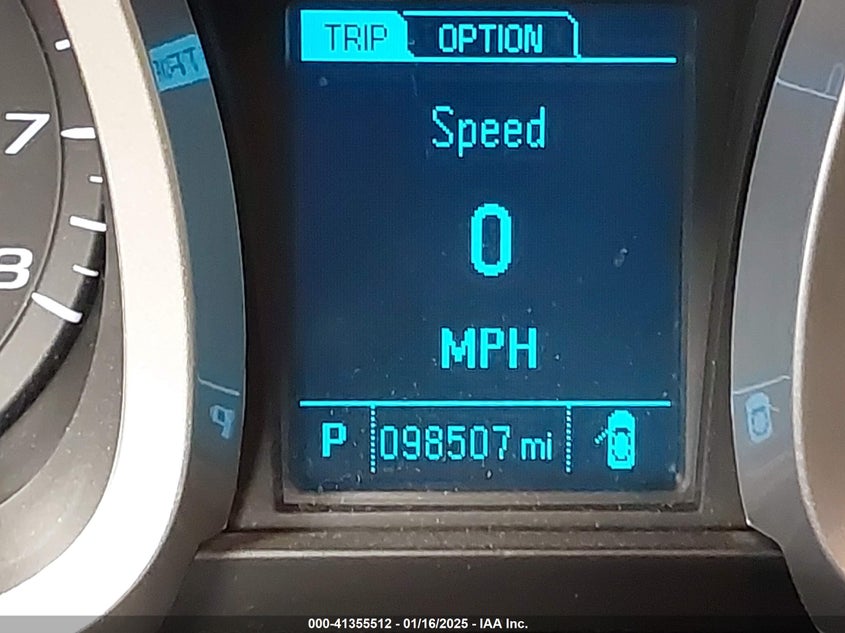 TRIP OPTION
Speed
7
0
8
MPH
P 098507 mi
000-41355512 - 01/16/2025 - IAA Inc.